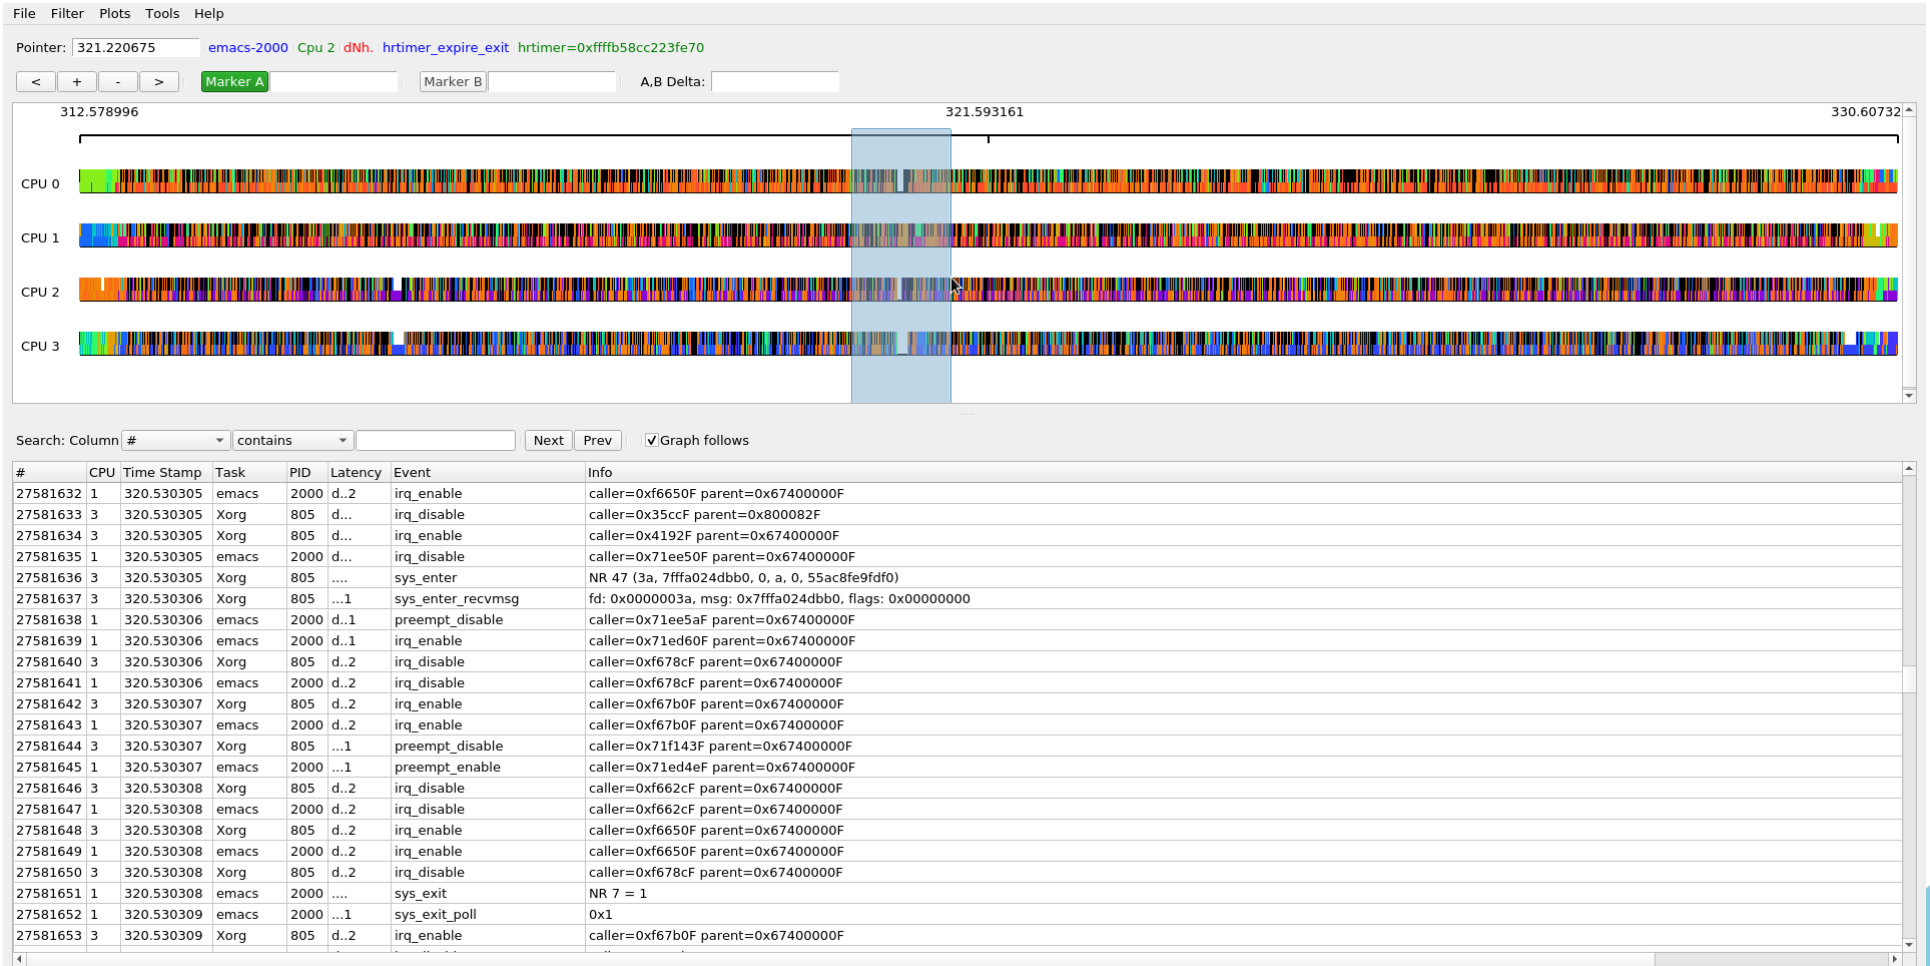 File Filter Plots Tools Help
Pointer: 321.220675 emacs-2000 Cpu 2 dNh. hrtimer_expire_exit hrtimer=0xffffb58cc223fe70
< + - > Marker A Marker B A,B Delta:
312.578996 321.593161 330.60732
CPU 0
CPU 1
CPU 2
CPU 3
Search: Column # contains Next Prev Graph follows
# CPU Time Stamp Task PID Latency Event Info
27581632 1 320.530305 emacs 2000 d..2 irq_enable caller=0xf6650F parent=0x67400000F
27581633 3 320.530305 Xorg 805 d... irq_disable caller=0x35ccF parent=0x800082F
27581634 3 320.530305 Xorg 805 d... irq_enable caller=0x4192F parent=0x67400000F
27581635 1 320.530305 emacs 2000 d... irq_disable caller=0x71ee50F parent=0x67400000F
27581636 3 320.530305 Xorg 805 .... sys_enter NR 47 (3a, 7fffa024dbb0, 0, a, 0, 55ac8fe9fdf0)
27581637 3 320.530306 Xorg 805 ...1 sys_enter_recvmsg fd: 0x0000003a, msg: 0x7fffa024dbb0, flags: 0x00000000
27581638 1 320.530306 emacs 2000 d..1 preempt_disable caller=0x71ee5aF parent=0x67400000F
27581639 1 320.530306 emacs 2000 d..1 irq_enable caller=0x71ed60F parent=0x67400000F
27581640 3 320.530306 Xorg 805 d..2 irq_disable caller=0xf678cF parent=0x67400000F
27581641 1 320.530306 emacs 2000 d..2 irq_disable caller=0xf678cF parent=0x67400000F
27581642 3 320.530307 Xorg 805 d..2 irq_enable caller=0xf67b0F parent=0x67400000F
27581643 1 320.530307 emacs 2000 d..2 irq_enable caller=0xf67b0F parent=0x67400000F
27581644 3 320.530307 Xorg 805 ...1 preempt_disable caller=0x71f143F parent=0x67400000F
27581645 1 320.530307 emacs 2000 ...1 preempt_enable caller=0x71ed4eF parent=0x67400000F
27581646 3 320.530308 Xorg 805 d..2 irq_disable caller=0xf662cF parent=0x67400000F
27581647 1 320.530308 emacs 2000 d..2 irq_disable caller=0xf662cF parent=0x67400000F
27581648 3 320.530308 Xorg 805 d..2 irq_enable caller=0xf6650F parent=0x67400000F
27581649 1 320.530308 emacs 2000 d..2 irq_enable caller=0xf6650F parent=0x67400000F
27581650 3 320.530308 Xorg 805 d..2 irq_disable caller=0xf678cF parent=0x67400000F
27581651 1 320.530308 emacs 2000 .... sys_exit NR 7 = 1
27581652 1 320.530309 emacs 2000 ...1 sys_exit_poll 0x1
27581653 3 320.530309 Xorg 805 d..2 irq_enable caller=0xf67b0F parent=0x67400000F